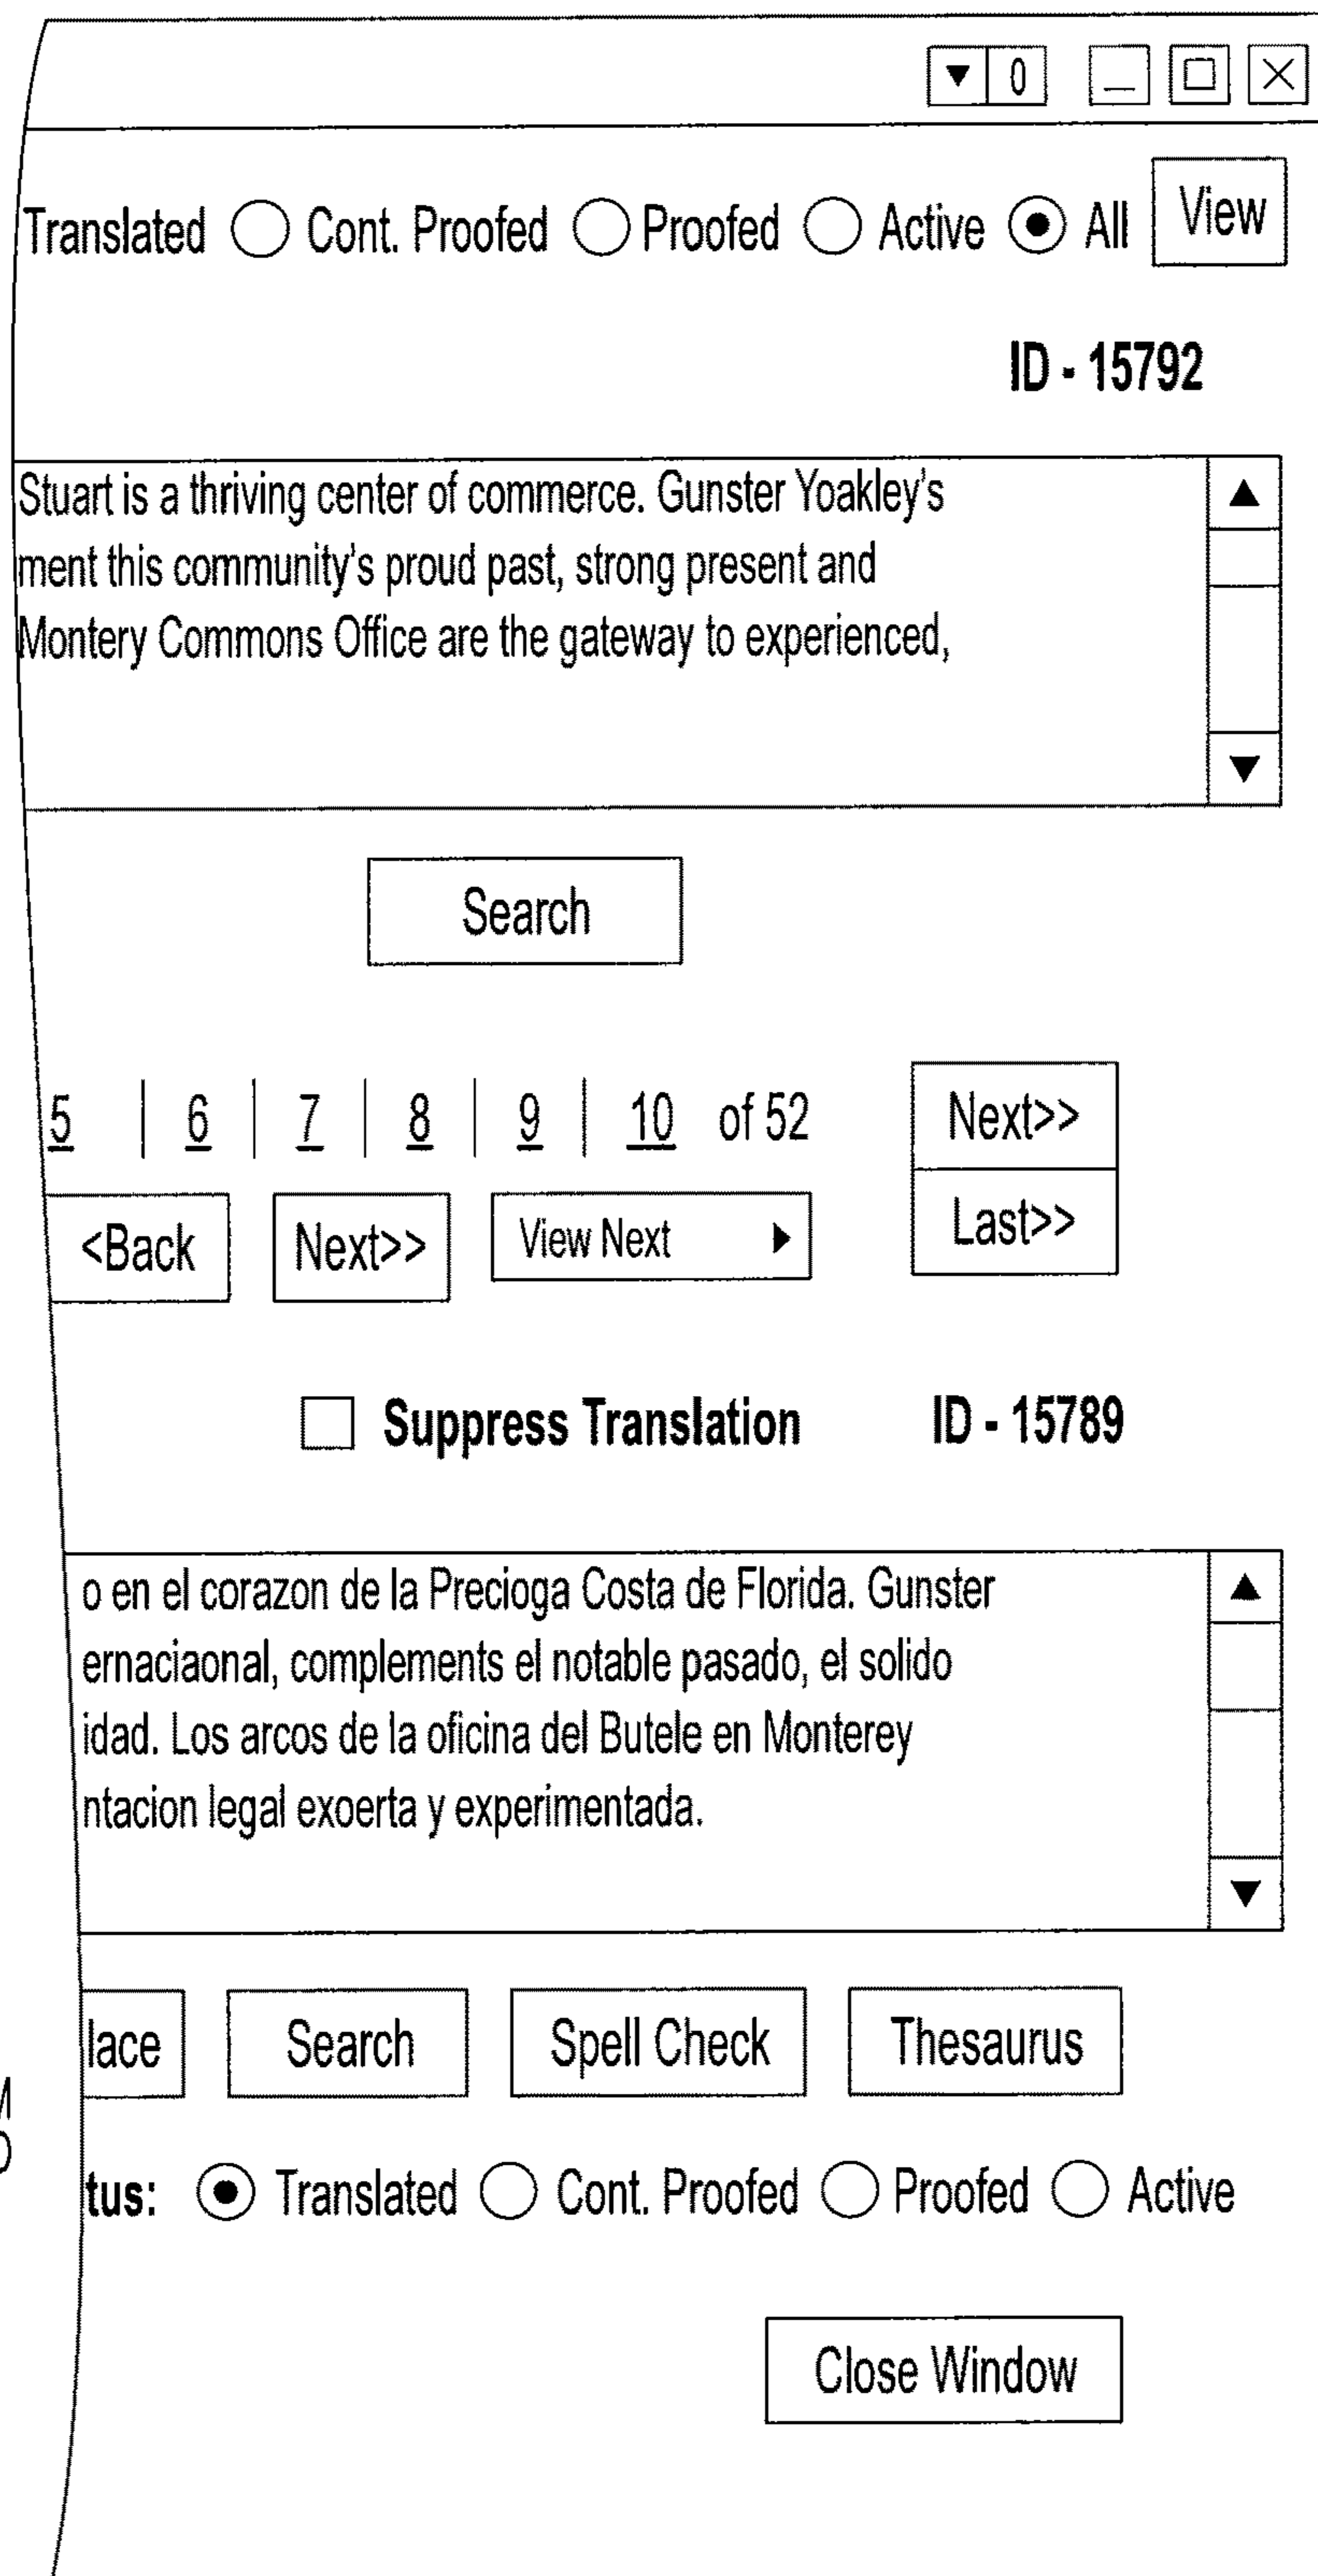 0
Translated Cont. Proofed Proofed Active All View
ID - 15792
Stuart is a thriving center of commerce. Gunster Yoakley's
ment this community's proud past, strong present and
Montery Commons Office are the gateway to experienced,
Search
5 | 6 | 7 | 8 | 9 | 10 of 52 Next>>
<Back Next>> View Next Last>>
Suppress Translation ID - 15789
o en el corazon de la Precioga Costa de Florida. Gunster
ernaciaonal, complements el notable pasado, el solido
idad. Los arcos de la oficina del Butele en Monterey
ntacion legal exoerta y experimentada.
lace Search Spell Check Thesaurus
tus: Translated Cont. Proofed Proofed Active
Close Window